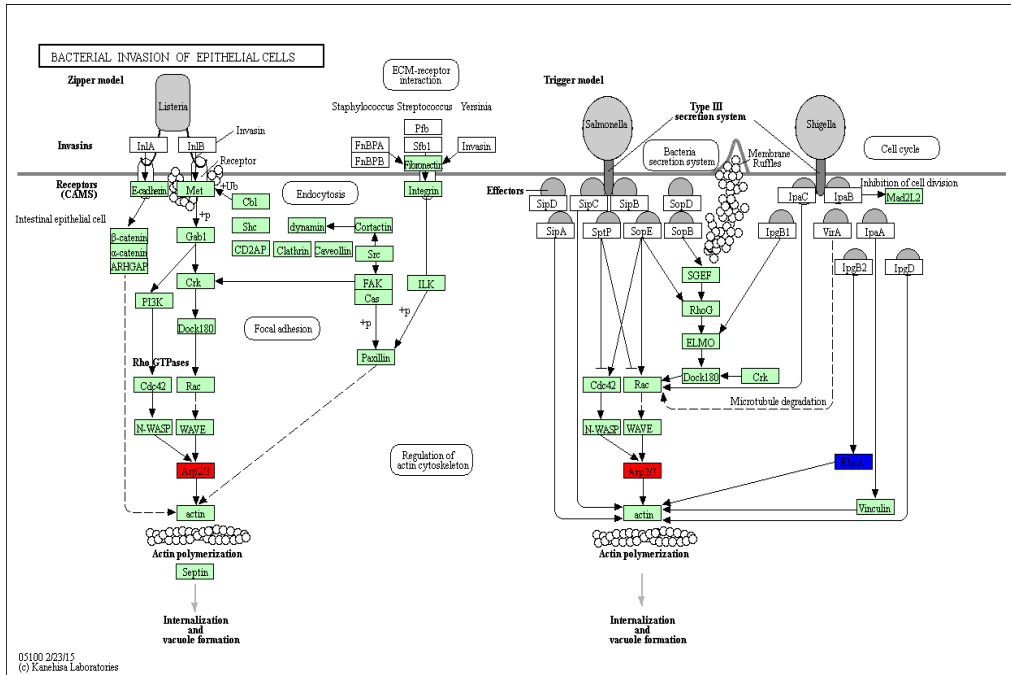 BACTERIAL INVASION OF EPITHELIAL CELLS
Zipper model
ECM-receptor
interaction
Trigger model
Listeria
Staphylococcus Streptococcus Yersinia
Salmonella
Type III
secretion system
Shigella
Invasin
Pfb
Invasins
InlA
InlB
FnBPA
FnBPB
Sfb1
Invasin
Bacteria
secretion system
Membrane
Ruffles
Cell cycle
Receptor
Fibronectin
Receptors
(CAMS)
E-cadherin
Met
+Ub
Endocytosis
Integrin
Effectors
Inhibition of cell division
SipD
SipC
SipB
SopD
IpaC
IpaB
Mad2L2
Cbl
Intestinal epithelial cell
+p
Shc
dynamin
Cortactin
SipA
SptP
SopE
SopB
IpgB1
VirA
IpaA
β-catenin
α-catenin
ARHGAP
Gab1
CD2AP
Clathrin
Caveollin
Src
IpgB2
IpgD
Crk
FAK
Cas
ILK
SGEF
PI3K
RhoG
+p
+p
Dock180
Focal adhesion
ELMO
Paxillin
Rho GTPases
Cdc42
Rac
Cdc42
Rac
Dock180
Crk
Microtubule degradation
N-WASP
WAVE
N-WASP
WAVE
Regulation of
actin cytoskeleton
Arp2/3
Arp2/3
RhoA
actin
actin
Vinculin
Actin polymerization
Actin polymerization
Septin
Internalization
and
vacuole formation
Internalization
and
vacuole formation
05100 2/23/15
(c) Kanehisa Laboratories